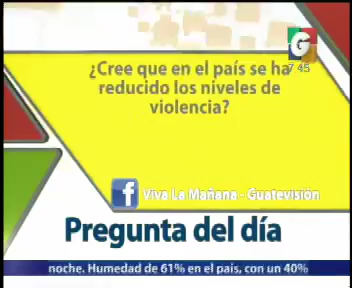 ¿Cree que en el país se ha
reducido los niveles de
violencia?
G
7 45
Viva La Mañana - Guatevisión
Pregunta del día
noche. Humedad de 61% en el país, con un 40%